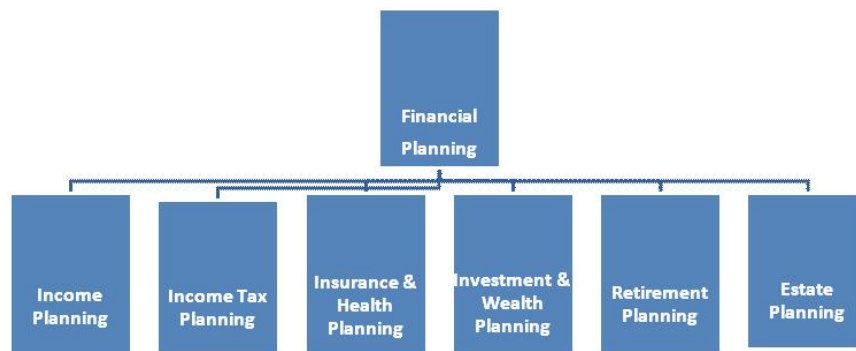 Financial
Planning
Income
Planning
Income Tax
Planning
Insurance &
Health
Planning
Investment &
Wealth
Planning
Retirement
Planning
Estate
Planning